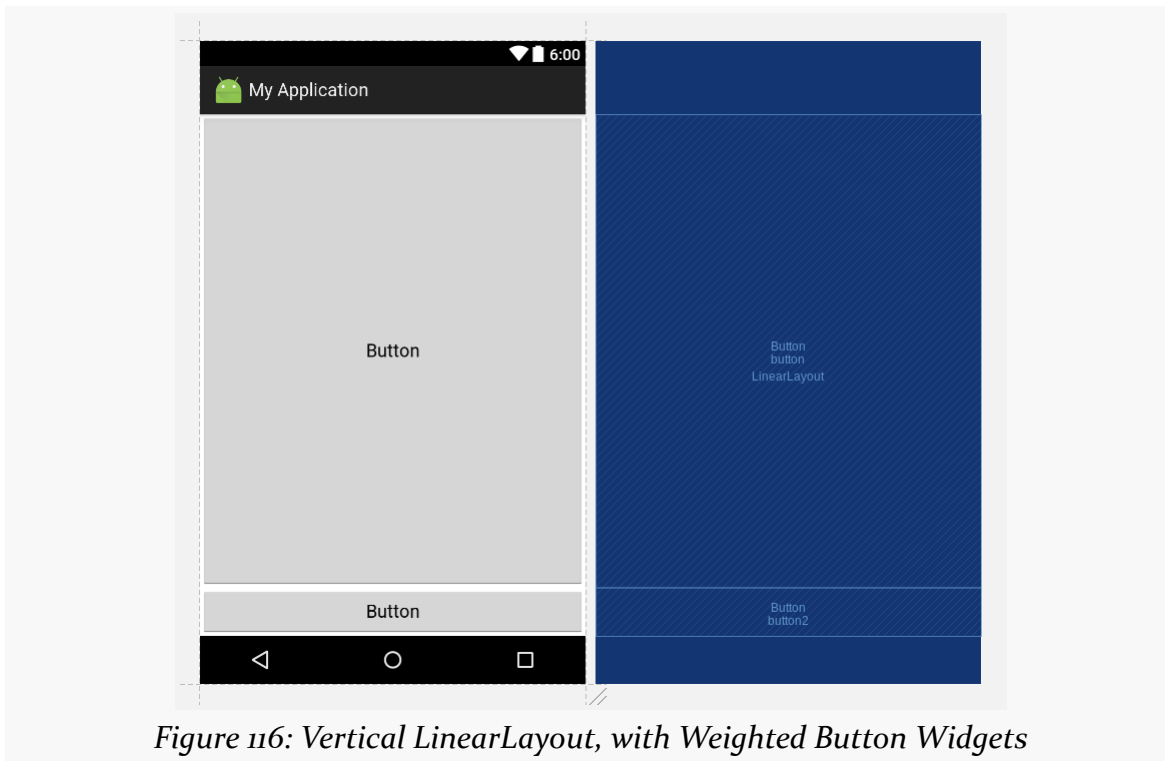 6:00
My Application
Button
Button
Button
button
LinearLayout
Button
button2
Figure 116: Vertical LinearLayout, with Weighted Button Widgets